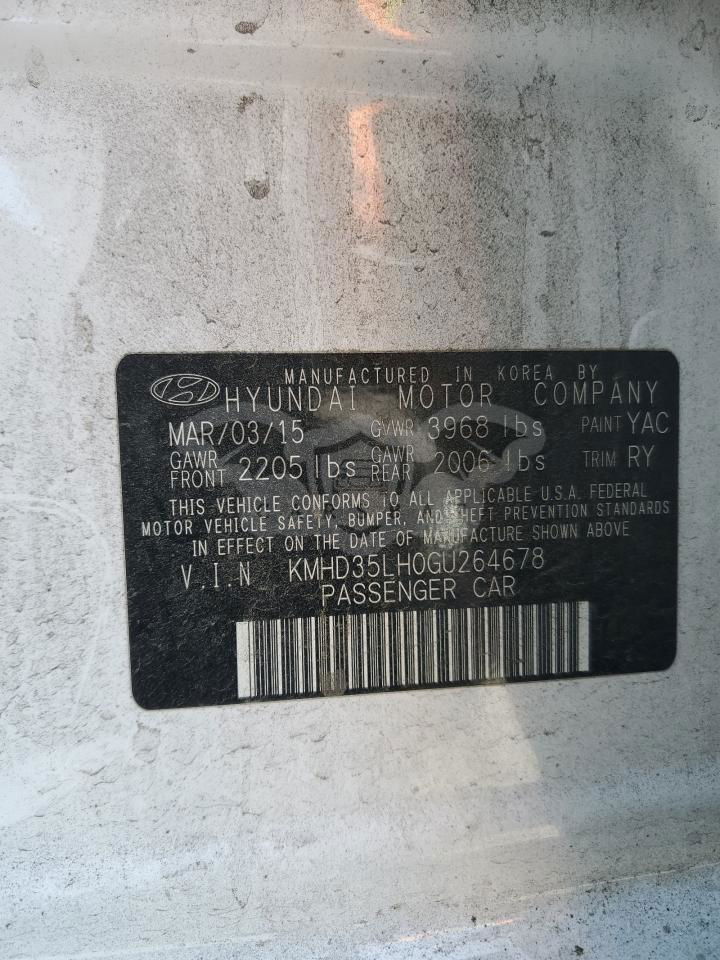 MANUFACTURED IN KOREA BY
HYUNDAI MOTOR COMPANY
MAR/03/15 GVWR 3968 lbs PAINT YAC
GAWR FRONT 2205 lbs GAWR REAR 2006 lbs TRIM RY
THIS VEHICLE CONFORMS TO ALL APPLICABLE U.S.A. FEDERAL
MOTOR VEHICLE SAFETY, BUMPER, AND THEFT PREVENTION STANDARDS
IN EFFECT ON THE DATE OF MANUFACTURE SHOWN ABOVE
V.I.N KMHD35LH0GU264678
PASSENGER CAR